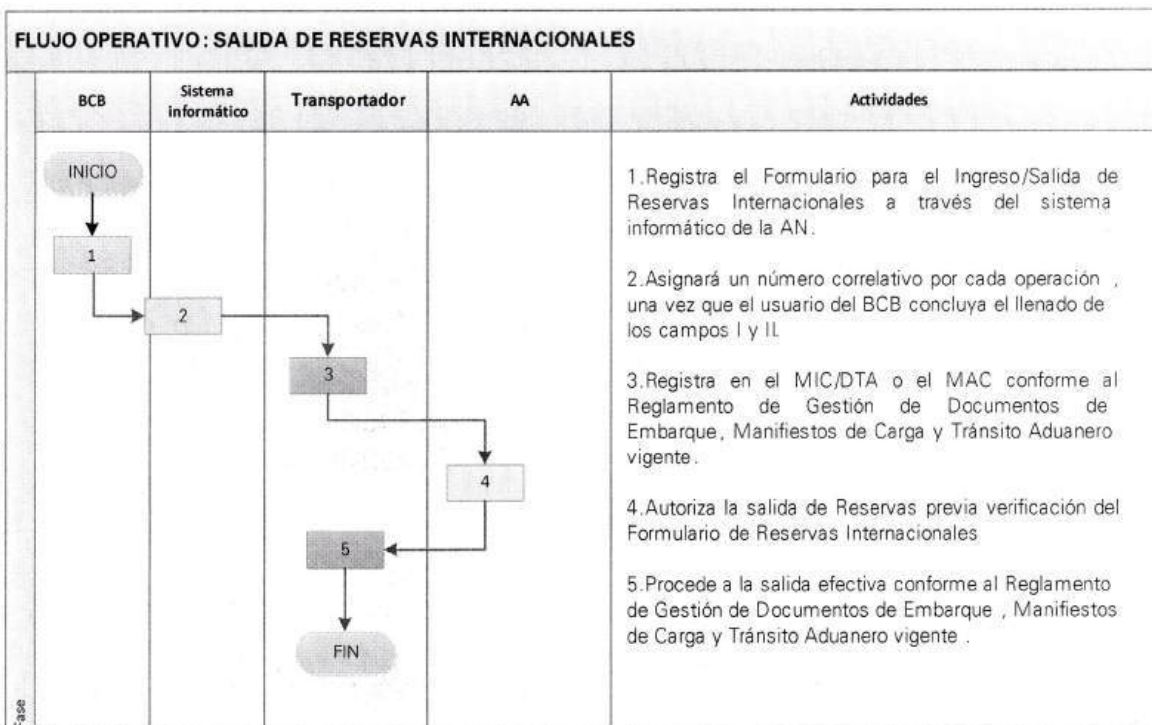 FLUJO OPERATIVO: SALIDA DE RESERVAS INTERNACIONALES
BCB
Sistema
informático
Transportador
AA
Actividades
INICIO
1
2
3
4
5
FIN
1.Registra el Formulario para el Ingreso/Salida de
Reservas Internacionales a través del sistema
informático de la AN.
2.Asignará un número correlativo por cada operación ,
una vez que el usuario del BCB concluya el llenado de
los campos I y II.
3.Registra en el MIC/DTA o el MAC conforme al
Reglamento de Gestión de Documentos de
Embarque, Manifiestos de Carga y Tránsito Aduanero
vigente.
4.Autoriza la salida de Reservas previa verificación del
Formulario de Reservas Internacionales
5.Procede a la salida efectiva conforme al Reglamento
de Gestión de Documentos de Embarque , Manifiestos
de Carga y Tránsito Aduanero vigente .
Fase